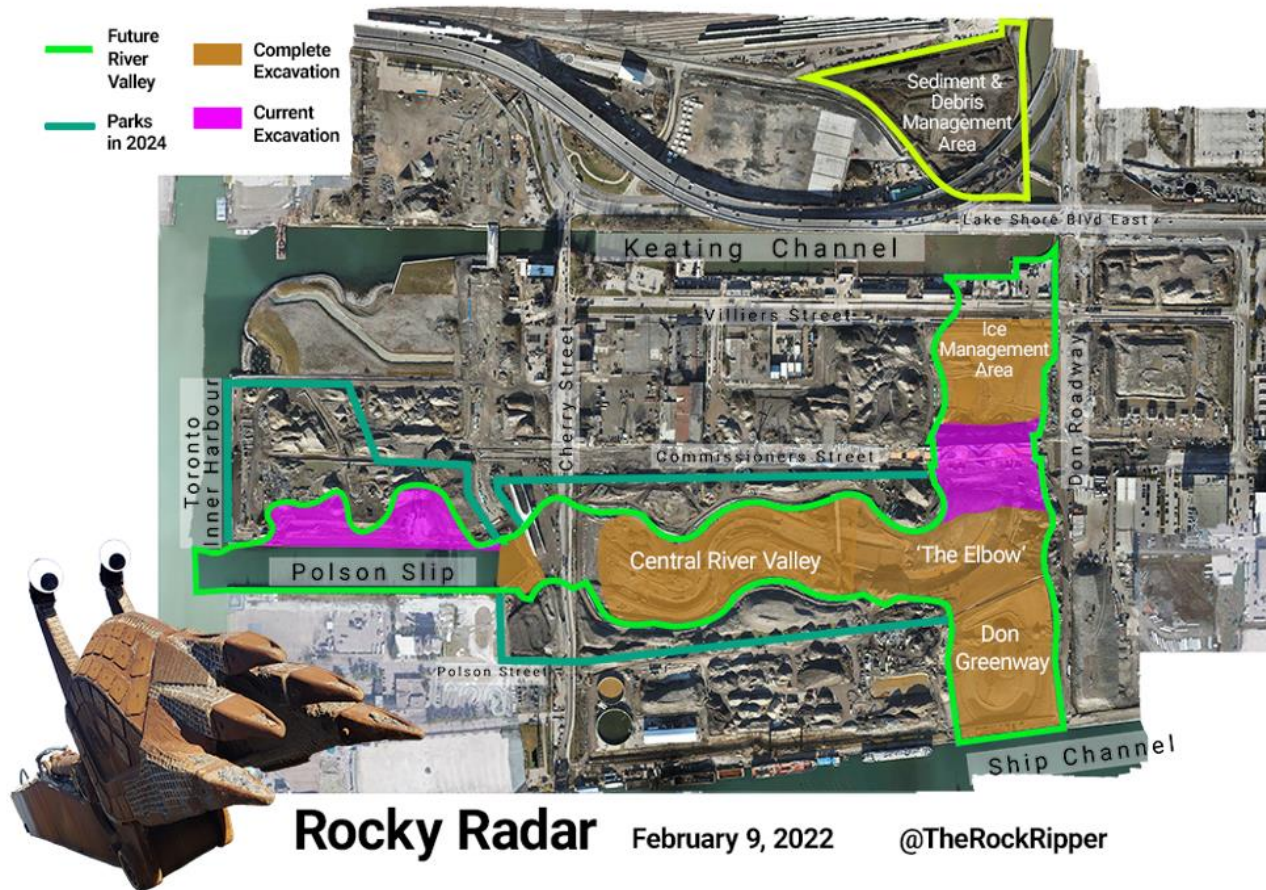 Future
River
Valley
Complete
Excavation
Parks
in 2024
Current
Excavation
Sediment &
Debris
Management
Area
Lake Shore Blvd East
Keating Channel
Villiers Street
Ice
Management
Area
Cherry Street
Don Roadway
Toronto
Inner Harbour
Commissioners Street
Central River Valley
'The Elbow'
Polson Slip
Don
Greenway
Polson Street
Ship Channel
Rocky Radar
February 9, 2022
@TheRockRipper